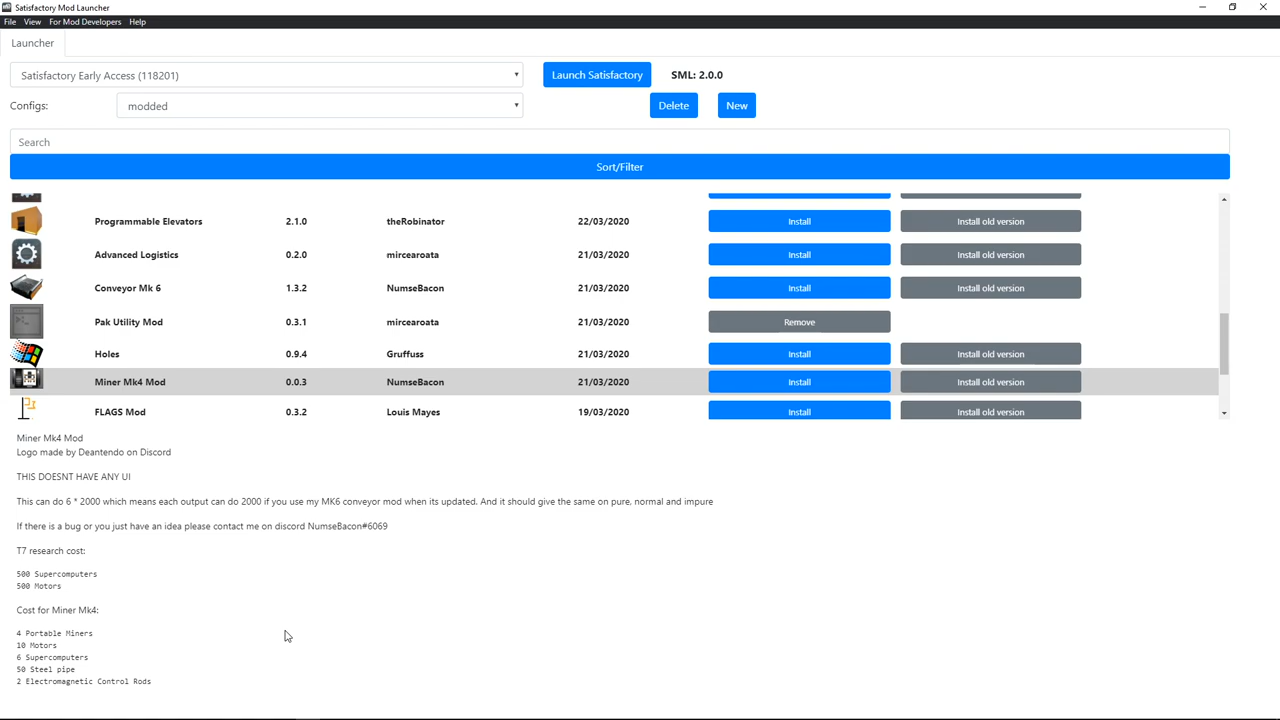 Satisfactory Mod Launcher
File View For Mod Developers Help
Launcher
Satisfactory Early Access (118201) Launch Satisfactory SML: 2.0.0
Configs: modded Delete New
Search
Sort/Filter
Programmable Elevators 2.1.0 theRobinator 22/03/2020 Install Install old version
Advanced Logistics 0.2.0 mircearoata 21/03/2020 Install Install old version
Conveyor Mk 6 1.3.2 NumseBacon 21/03/2020 Install Install old version
Pak Utility Mod 0.3.1 mircearoata 21/03/2020 Remove
Holes 0.9.4 Gruffuss 21/03/2020 Install Install old version
Miner Mk4 Mod 0.0.3 NumseBacon 21/03/2020 Install Install old version
FLAGS Mod 0.3.2 Louis Mayes 19/03/2020 Install Install old version
Miner Mk4 Mod
Logo made by Deantendo on Discord
THIS DOESNT HAVE ANY UI
This can do 6 * 2000 which means each output can do 2000 if you use my MK6 conveyor mod when its updated. And it should give the same on pure, normal and impure
If there is a bug or you just have an idea please contact me on discord NumseBacon#6069
T7 research cost:
500 Supercomputers
500 Motors
Cost for Miner Mk4:
4 Portable Miners
10 Motors
6 Supercomputers
50 Steel pipe
2 Electromagnetic Control Rods